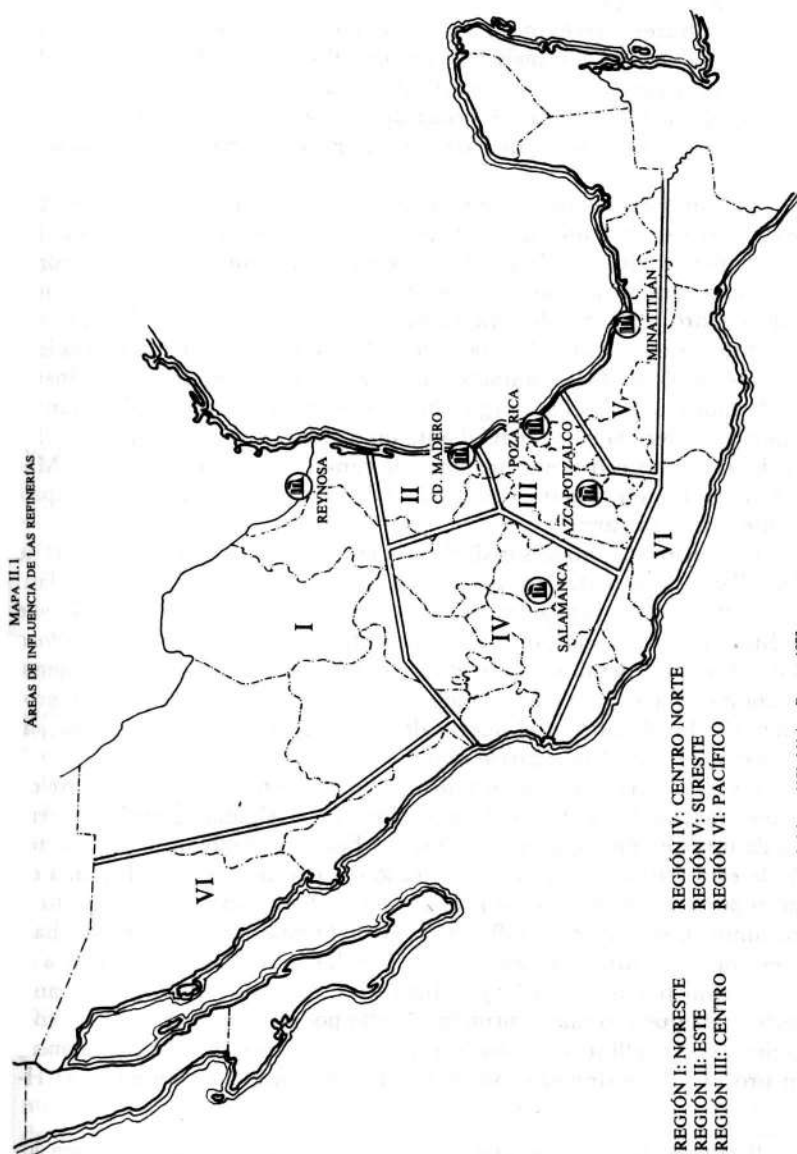 MAPA II.1
ÁREAS DE INFLUENCIA DE LAS REFINERÍAS
VI
I
REYNOSA
II
CD. MADERO
III
POZA RICA
AZCAPOTZALCO
IV
SALAMANCA
V
MINATITLÁN
VI
REGIÓN I: NORESTE
REGIÓN II: ESTE
REGIÓN III: CENTRO
REGIÓN IV: CENTRO NORTE
REGIÓN V: SURESTE
REGIÓN VI: PACÍFICO